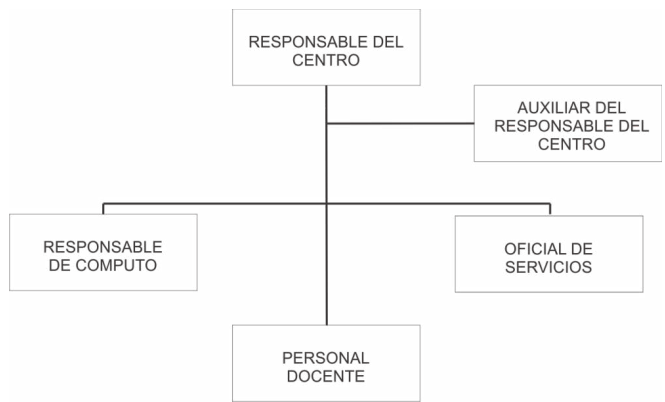 RESPONSABLE DEL
CENTRO
AUXILIAR DEL
RESPONSABLE DEL
CENTRO
RESPONSABLE
DE COMPUTO
OFICIAL DE
SERVICIOS
PERSONAL
DOCENTE